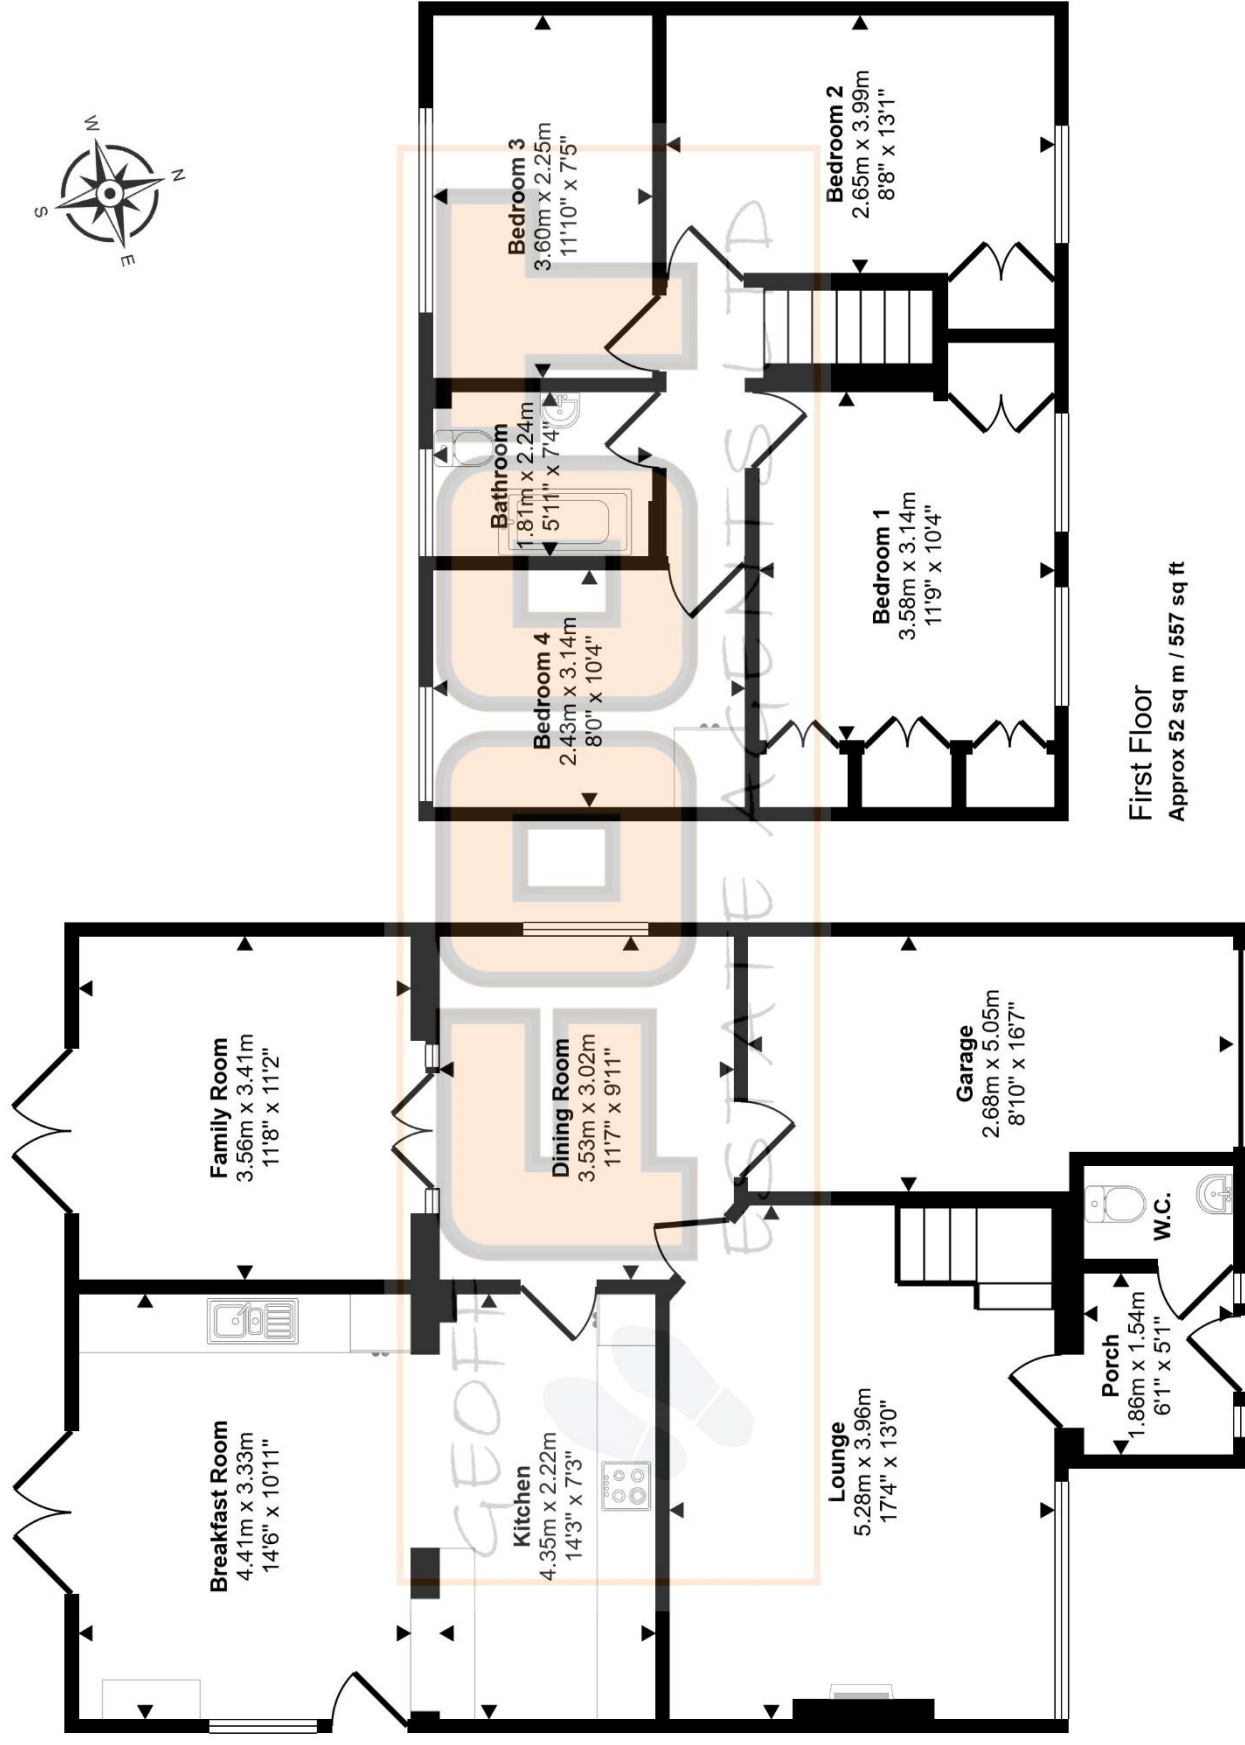 S
W
N
E
Breakfast Room
4.41m x 3.33m
14'6" x 10'11"
Family Room
3.56m x 3.41m
11'8" x 11'2"
Kitchen
4.35m x 2.22m
14'3" x 7'3"
Dining Room
3.53m x 3.02m
11'7" x 9'11"
Lounge
5.28m x 3.96m
17'4" x 13'0"
Garage
2.68m x 5.05m
8'10" x 16'7"
Porch
1.86m x 1.54m
6'1" x 5'1"
W.C.
Bedroom 4
2.43m x 3.14m
8'0" x 10'4"
Bathroom
1.81m x 2.24m
5'11" x 7'4"
Bedroom 3
3.60m x 2.25m
11'10" x 7'5"
Bedroom 1
3.58m x 3.14m
11'9" x 10'4"
Bedroom 2
2.65m x 3.99m
8'8" x 13'1"
First Floor
Approx 52 sq m / 557 sq ft
GEOFF
FOOT
ESTATE AGENTS LTD